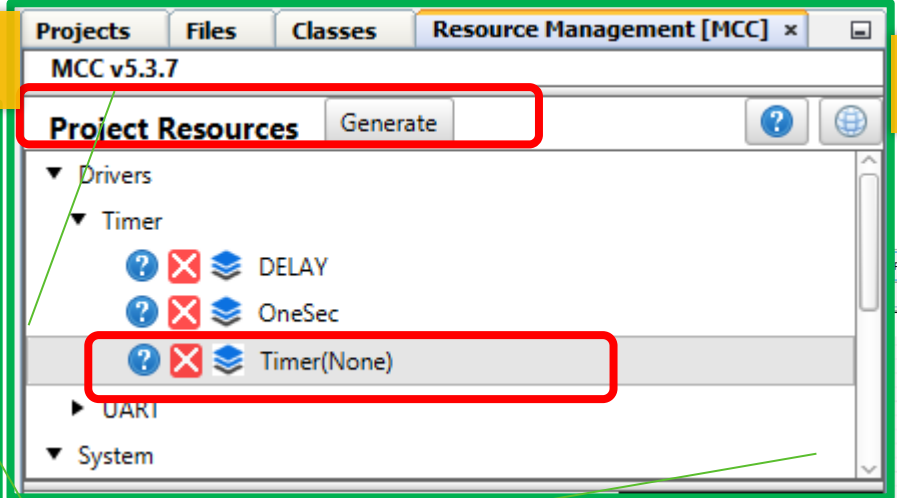 Projects Files Classes Resource Management [MCC] ×
MCC v5.3.7
Project Resources Generate
Drivers
Timer
DELAY
OneSec
Timer(None)
UART
System